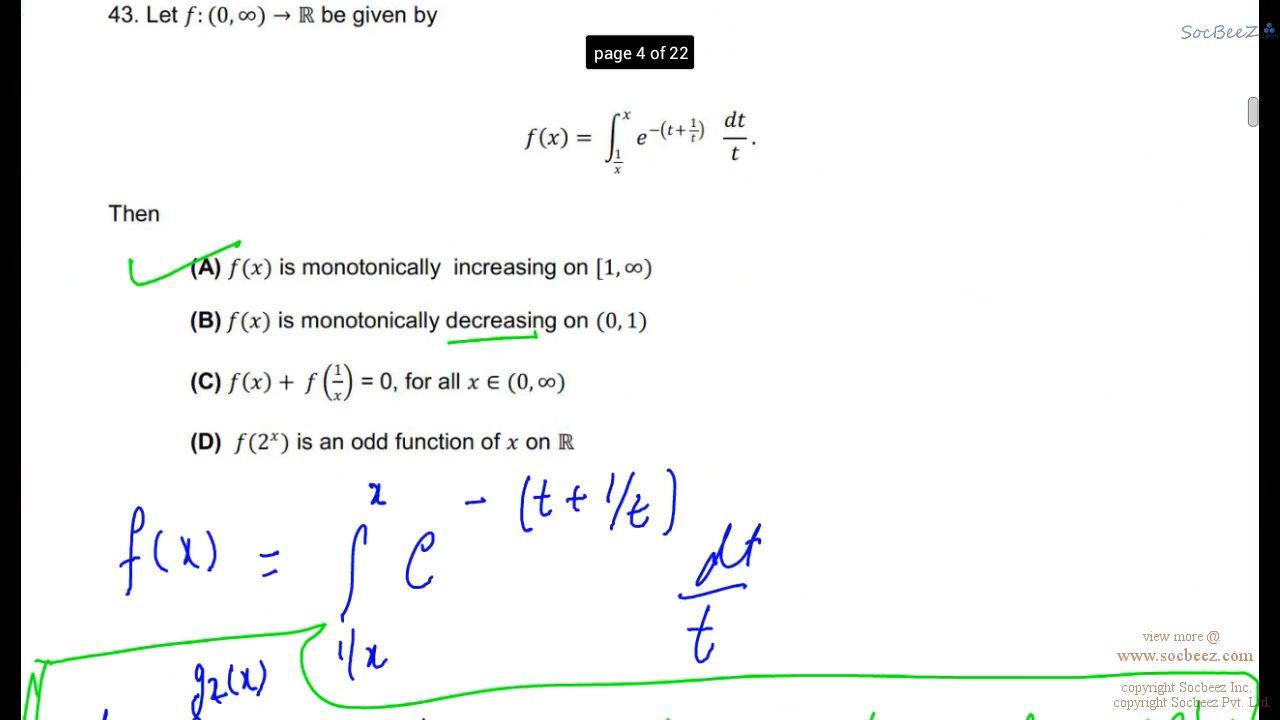 43. Let f: (0, ∞) → ℝ be given by
SocBeeZ
page 4 of 22
f(x) = ∫_{1/x}^{x} e^{-(t+1/t)} dt/t.
Then
(A) f(x) is monotonically increasing on [1, ∞)
(B) f(x) is monotonically decreasing on (0, 1)
(C) f(x) + f(1/x) = 0, for all x ∈ (0, ∞)
(D) f(2^x) is an odd function of x on ℝ
f(x) = ∫_{1/x}^{x} e^{-(t+1/t)} dt/t
g₂(x)
view more @
www.socbeez.com
copyright Socbeez Inc.
copyright Socbeez Pvt. Ltd